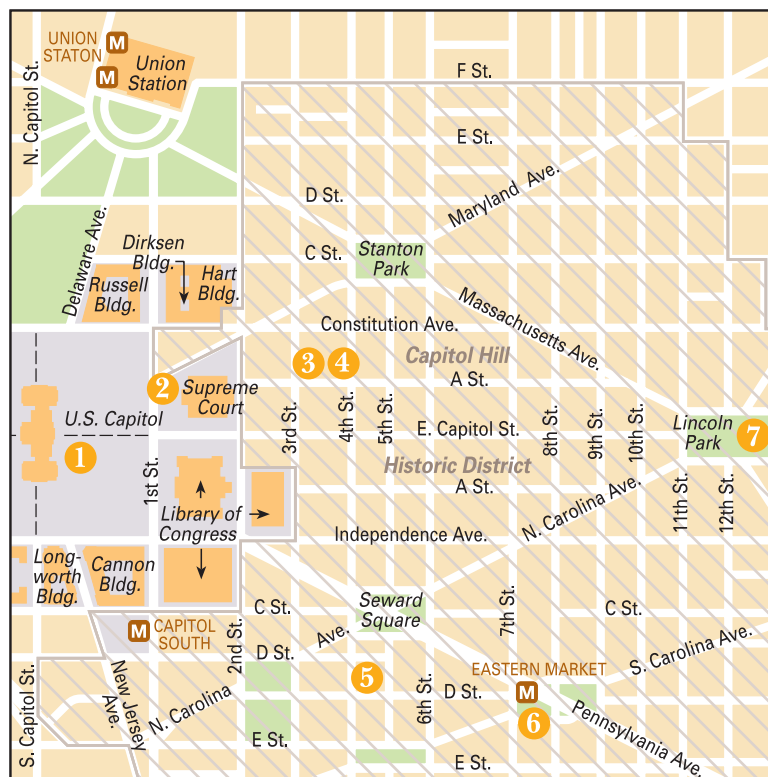 UNION
STATON
M
M
Union
Station
N. Capitol St.
F St.
E St.
Maryland Ave.
D St.
Delaware Ave.
Dirksen
Bldg.
C St.
Stanton
Park
Russell
Bldg.
Hart
Bldg.
Massachusetts Ave.
Constitution Ave.
3
4
Capitol Hill
2
Supreme
Court
A St.
U.S. Capitol
1
1st St.
3rd St.
4th St.
5th St.
E. Capitol St.
8th St.
9th St.
10th St.
Lincoln
Park
7
Historic District
A St.
N. Carolina Ave.
11th St.
12th St.
Library of
Congress
Independence Ave.
Long-
worth
Bldg.
Cannon
Bldg.
C St.
Seward
Square
7th St.
C St.
M
CAPITOL
SOUTH
2nd St.
D St.
N. Carolina Ave.
S. Carolina Ave.
S. Capitol St.
New Jersey
Ave.
5
6th St.
EASTERN MARKET
D St.
M
6
Pennsylvania Ave.
E St.
E St.